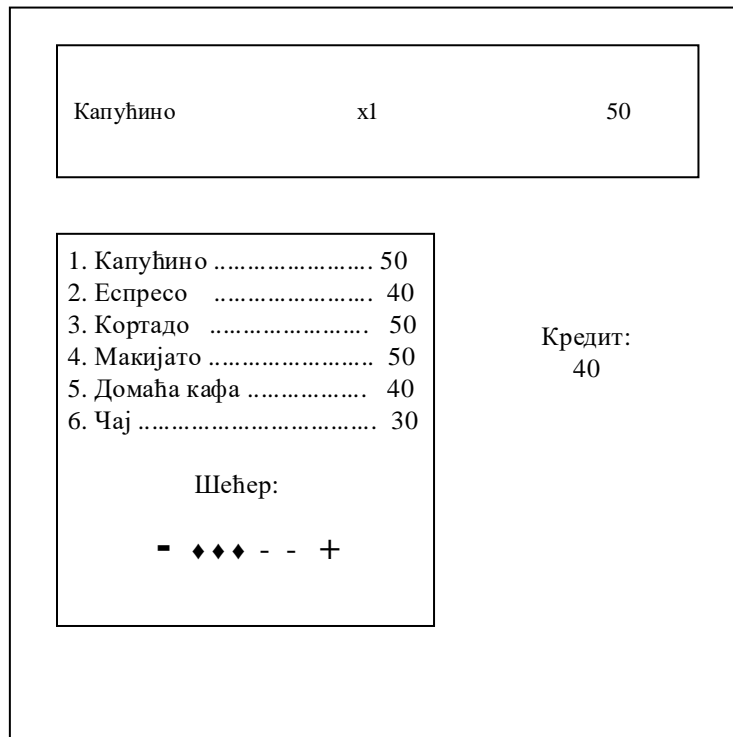 Капућино x1 50
1. Капућино ........................ 50
2. Еспресо ........................ 40
3. Кортадо ........................ 50
4. Макијато ......................... 50
5. Домаћа кафа .................. 40
6. Чај .................................... 30
Кредит:
40
Шећер:
- ♦♦♦ - - +